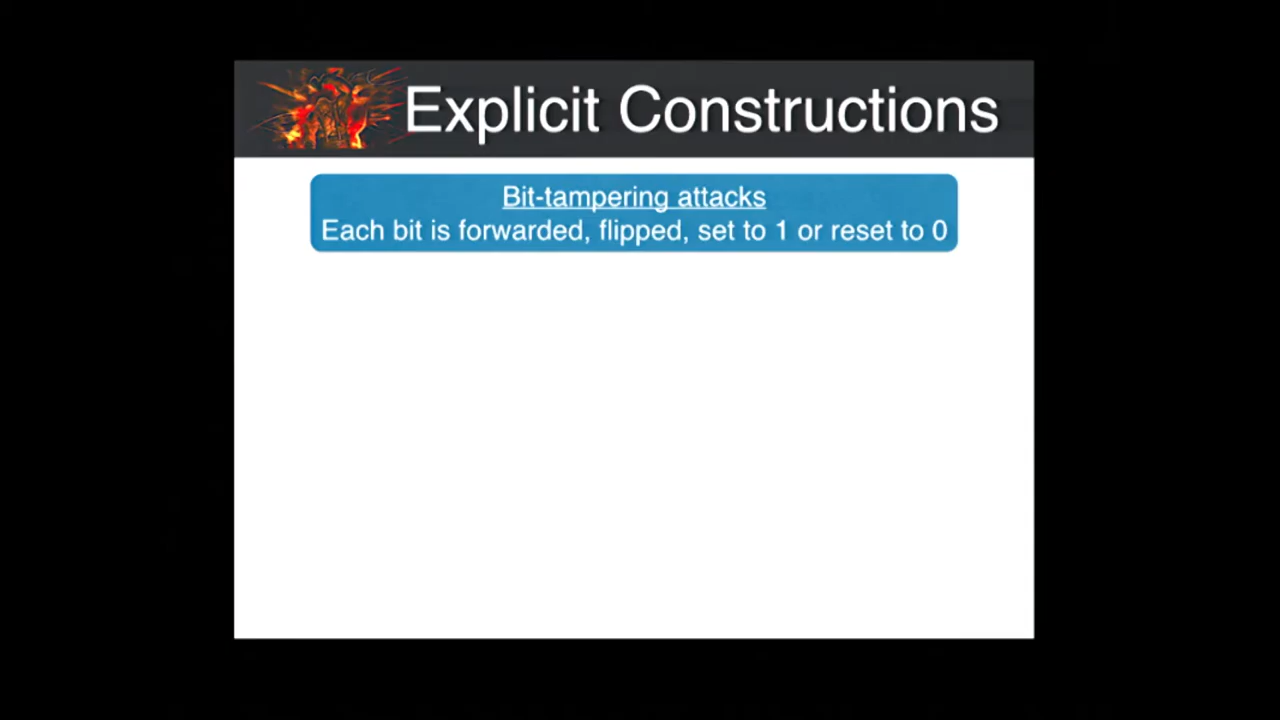 Explicit Constructions
Bit-tampering attacks
Each bit is forwarded, flipped, set to 1 or reset to 0